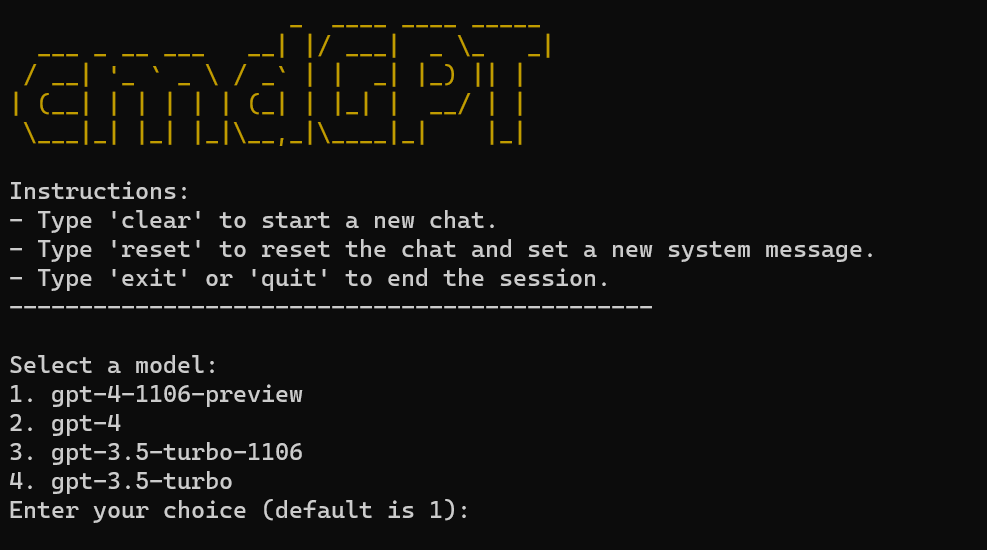 cmdGPT
Instructions:
- Type 'clear' to start a new chat.
- Type 'reset' to reset the chat and set a new system message.
- Type 'exit' or 'quit' to end the session.
----------------------------------------------
Select a model:
1. gpt-4-1106-preview
2. gpt-4
3. gpt-3.5-turbo-1106
4. gpt-3.5-turbo
Enter your choice (default is 1):